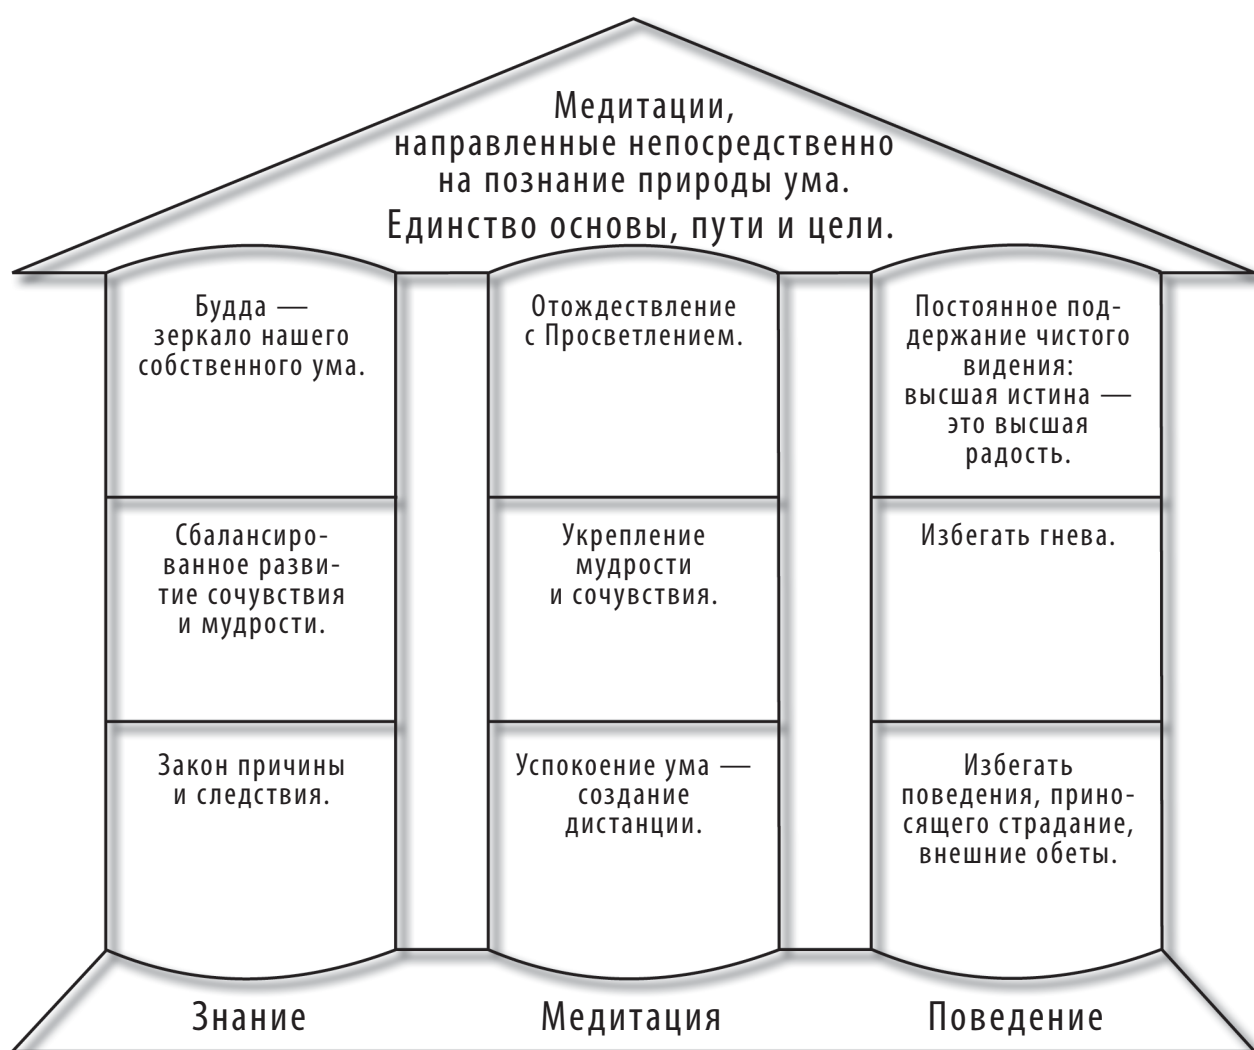 Медитации,
направленные непосредственно
на познание природы ума.
Единство основы, пути и цели.
Будда —
зеркало нашего
собственного ума.
Отождествление
с Просветлением.
Постоянное под-
держание чистого
видения:
высшая истина —
это высшая
радость.
Сбалансиро-
ванное разви-
тие сочувствия
и мудрости.
Укрепление
мудрости
и сочувствия.
Избегать гнева.
Закон причины
и следствия.
Успокоение ума —
создание
дистанции.
Избегать
поведения, прино-
сящего страдание,
внешние обеты.
Знание
Медитация
Поведение